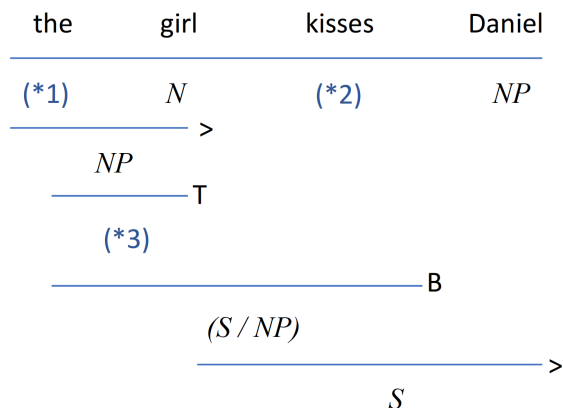 the girl kisses Daniel
(*1) N (*2) NP
>
NP
T
(*3)
B
(S / NP)
>
S